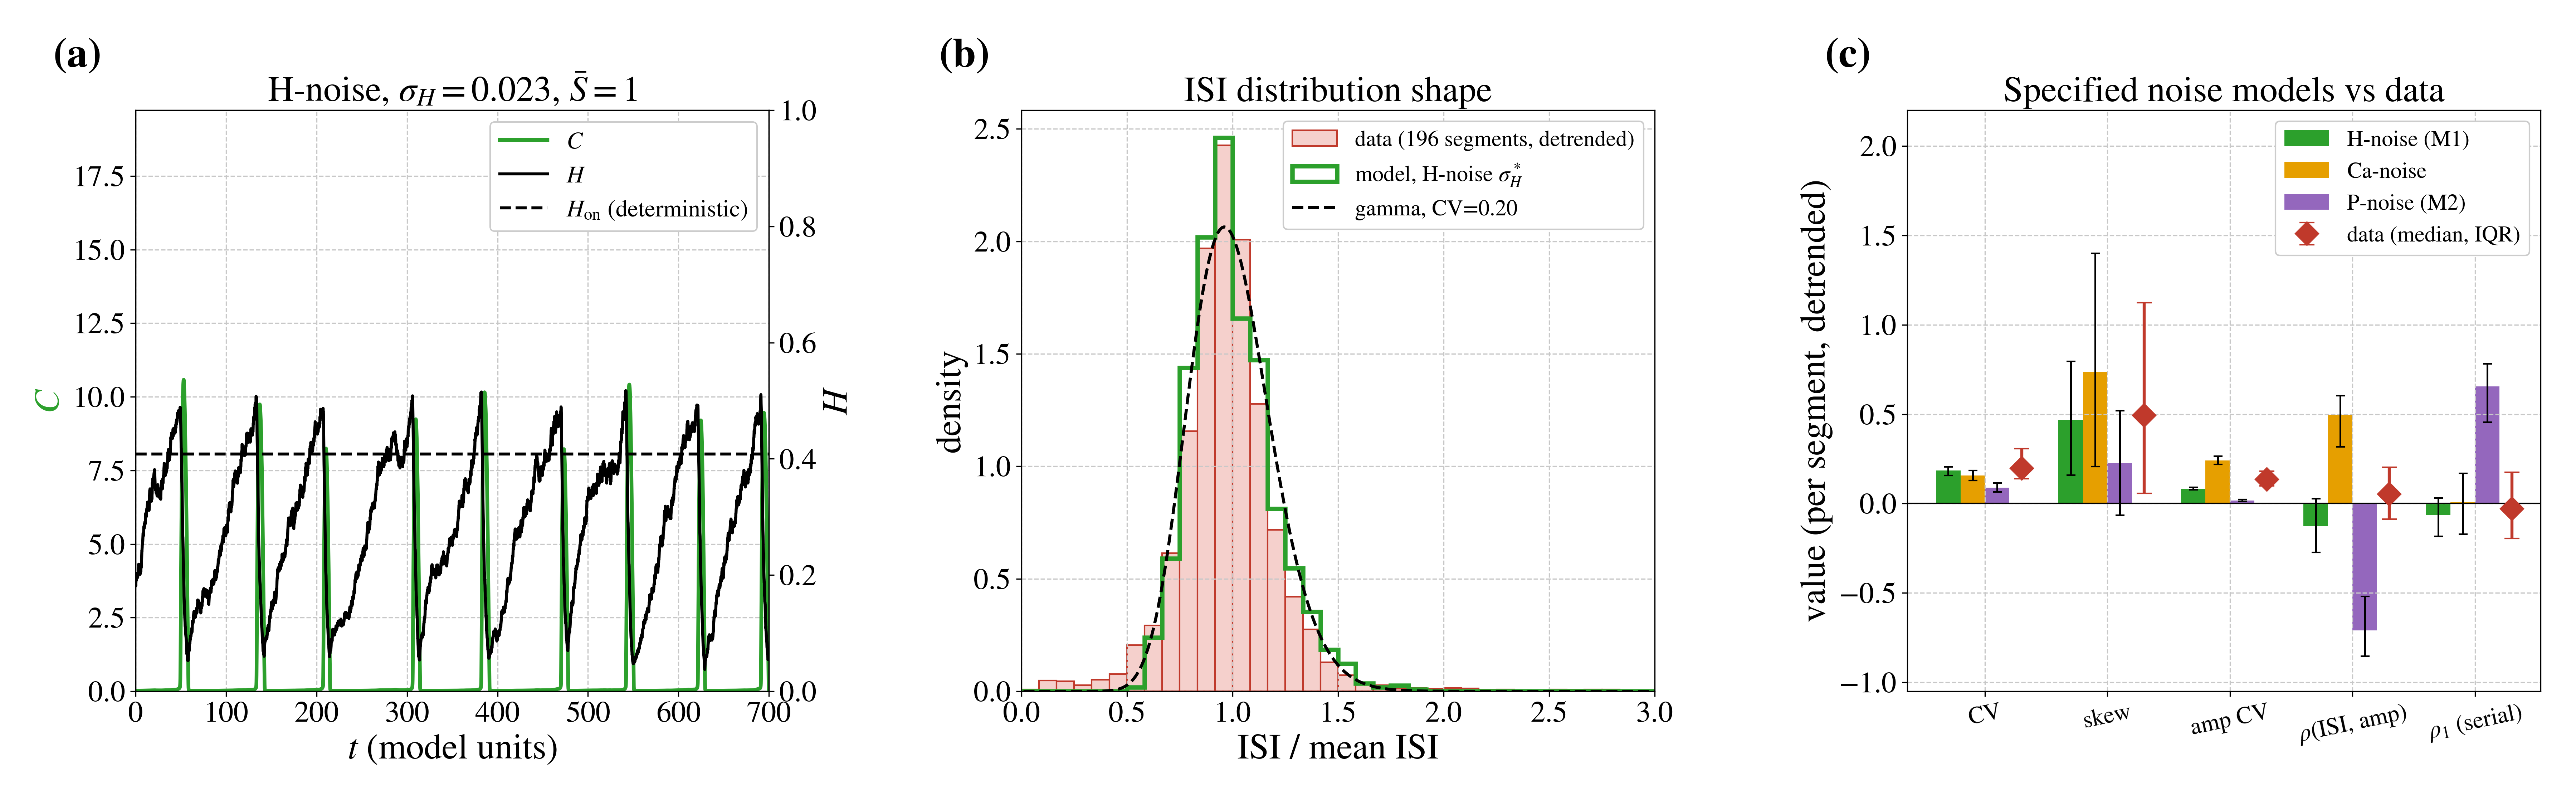 (a)
H-noise, σ_H = 0.023, S̄ = 1
C
H
H_on (deterministic)
17.5
15.0
12.5
10.0
7.5
5.0
2.5
0.0
C
1.0
0.8
0.6
0.4
0.2
0.0
H
0 100 200 300 400 500 600 700
t (model units)
(b)
ISI distribution shape
data (196 segments, detrended)
model, H-noise σ_H^*
gamma, CV=0.20
2.5
2.0
1.5
1.0
0.5
0.0
density
0.0 0.5 1.0 1.5 2.0 2.5 3.0
ISI / mean ISI
(c)
Specified noise models vs data
H-noise (M1)
Ca-noise
P-noise (M2)
data (median, IQR)
2.0
1.5
1.0
0.5
0.0
−0.5
−1.0
value (per segment, detrended)
CV
skew
amp CV
ρ(ISI, amp)
ρ₁ (serial)